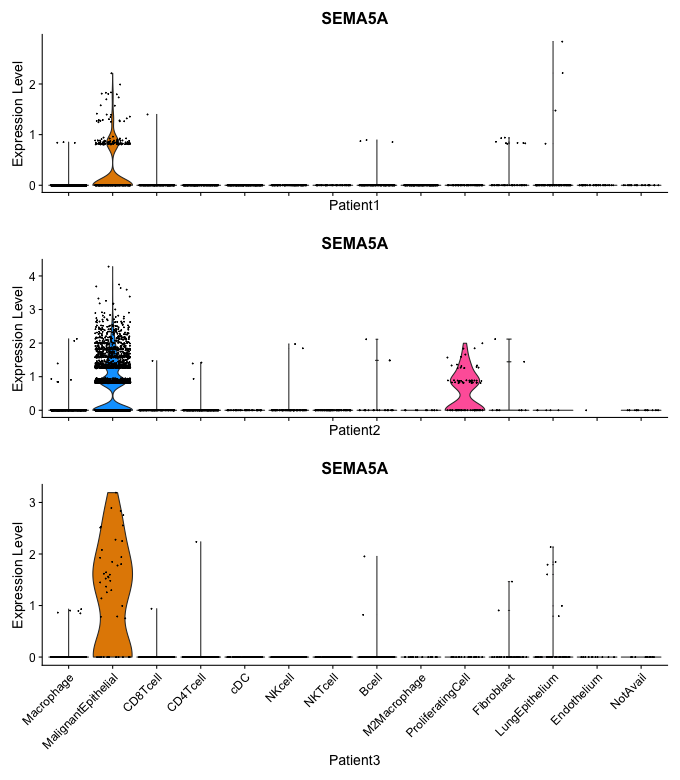 SEMA5A
Expression Level
2
1
0
Patient1
SEMA5A
Expression Level
4
3
2
1
0
Patient2
SEMA5A
Expression Level
3
2
1
0
Macrophage
MalignantEpithelial
CD8Tcell
CD4Tcell
cDC
NKcell
NKTcell
Bcell
M2Macrophage
ProliferatingCell
Fibroblast
LungEpithelium
Endothelium
NotAvail
Patient3